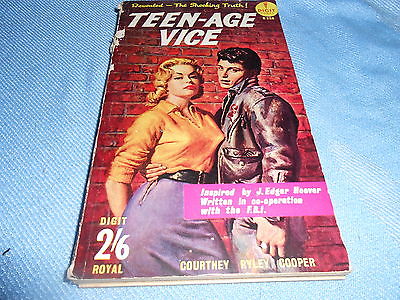 Revealed - The Shocking Truth!
DIGIT
TEEN-AGE
VICE
Inspired by J.Edgar Hoover
Written in co-operation
with the F.B.I.
DIGIT
2/6
ROYAL
COURTNEY RYLEY COOPER